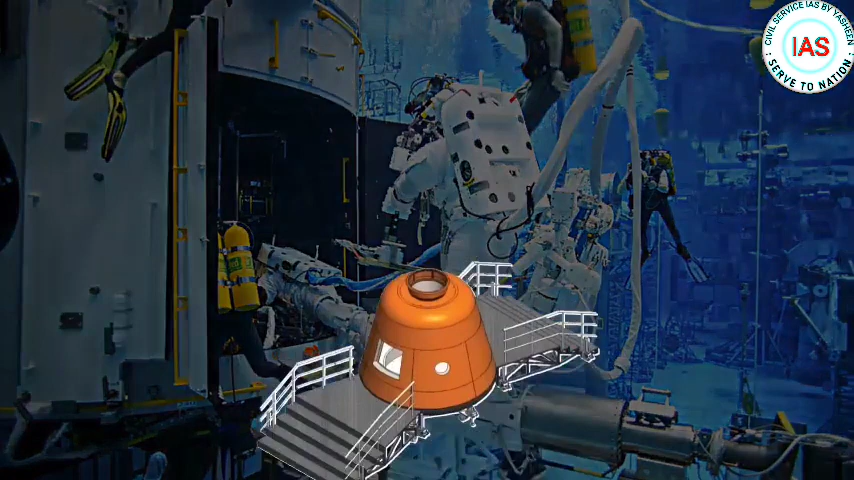 CIVIL SERVICE IAS BY YASHEEN
IAS
SERVE TO NATION